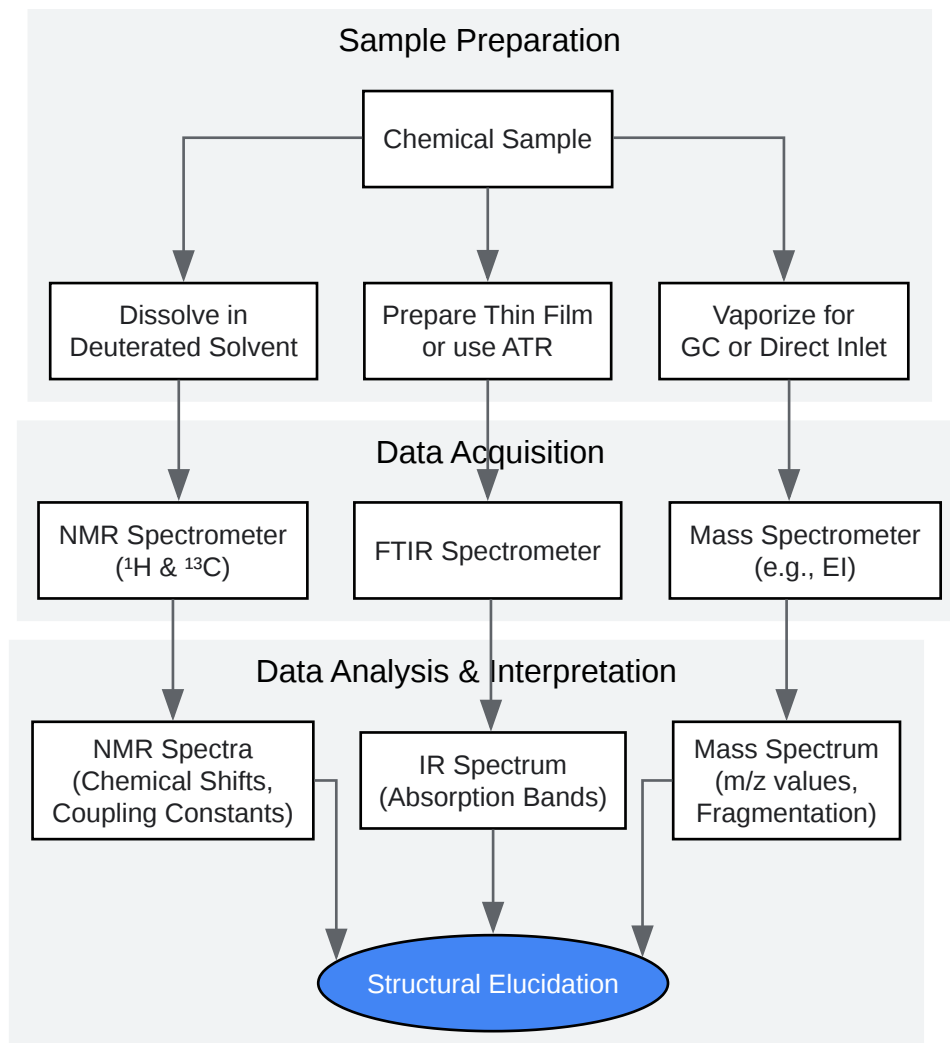 Sample Preparation
Chemical Sample
Dissolve in
Deuterated Solvent
Prepare Thin Film
or use ATR
Vaporize for
GC or Direct Inlet
Data Acquisition
NMR Spectrometer
(¹H & ¹³C)
FTIR Spectrometer
Mass Spectrometer
(e.g., EI)
Data Analysis & Interpretation
NMR Spectra
(Chemical Shifts,
Coupling Constants)
IR Spectrum
(Absorption Bands)
Mass Spectrum
(m/z values,
Fragmentation)
Structural Elucidation